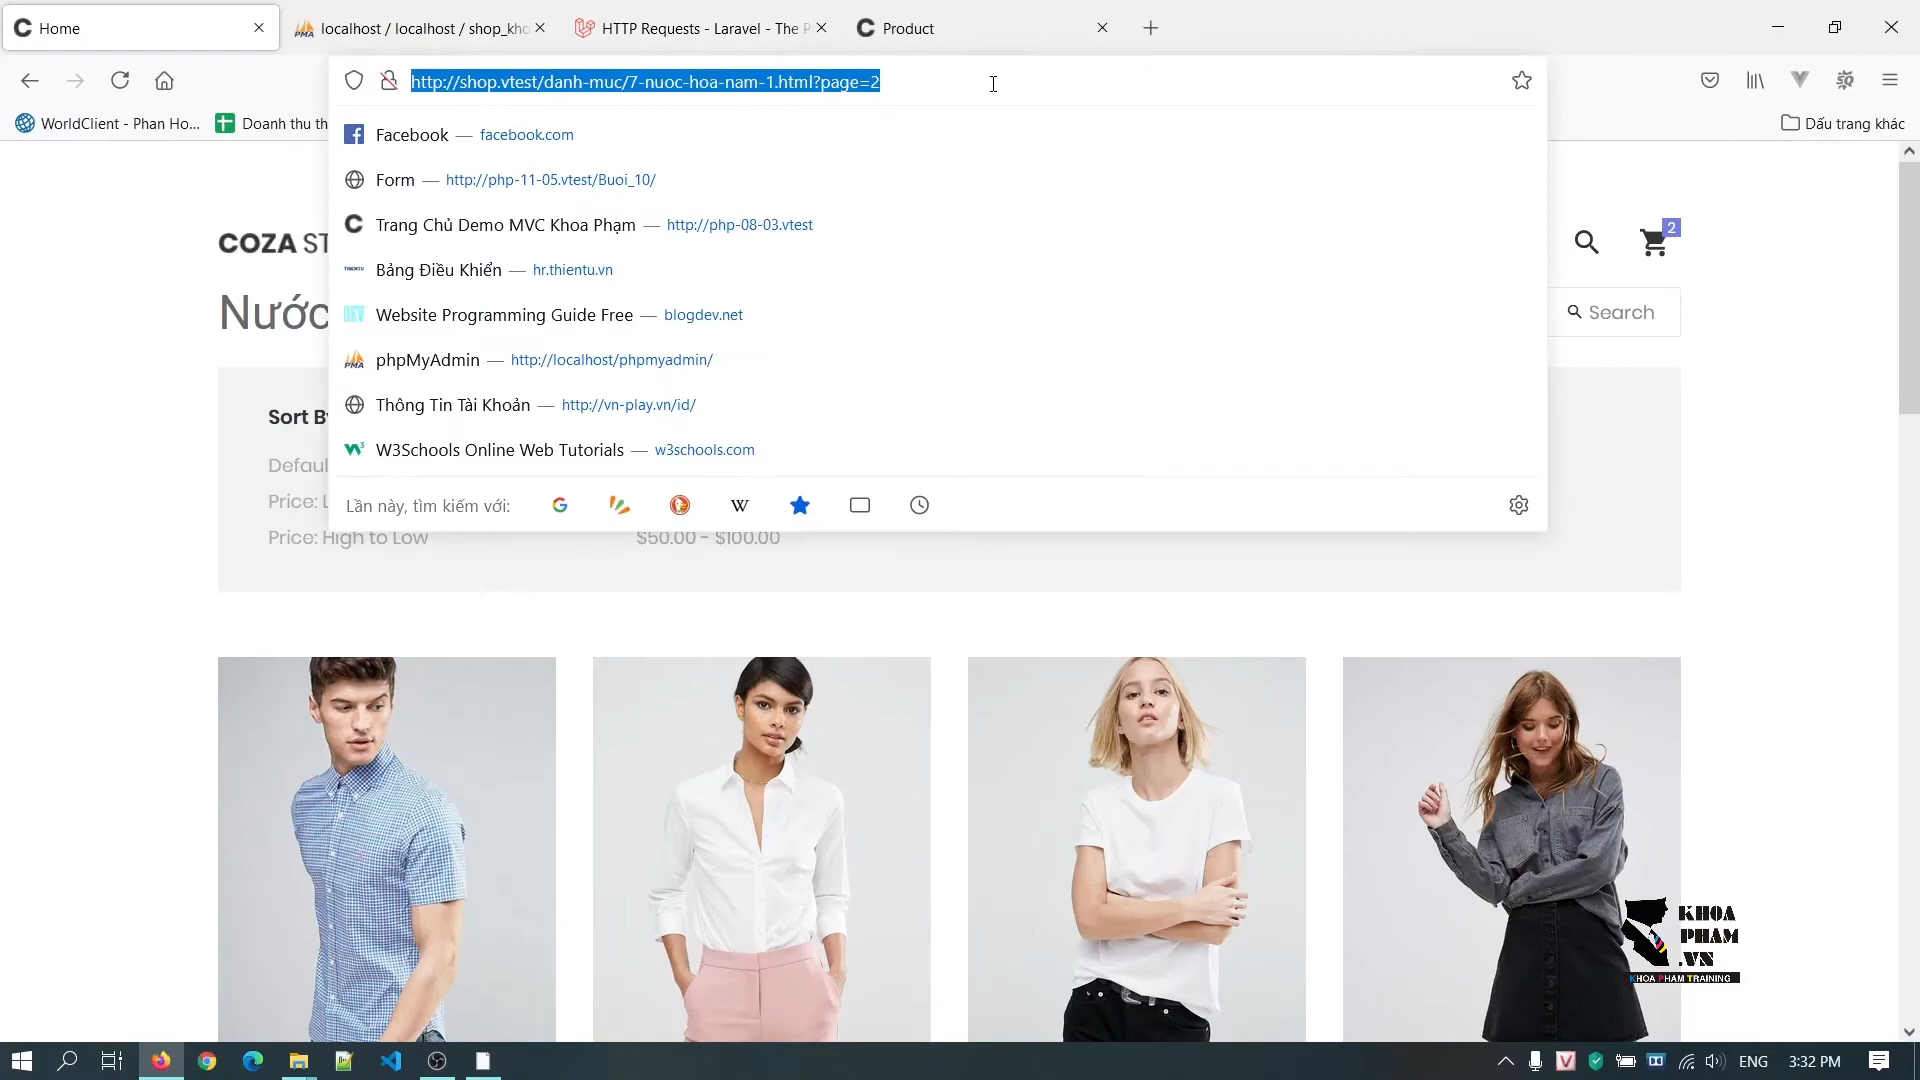 Home
localhost / localhost / shop_kho
HTTP Requests - Laravel - The P
Product
http://shop.vtest/danh-muc/7-nuoc-hoa-nam-1.html?page=2
WorldClient - Phan Ho...
Doanh thu th
Dấu trang khác
Facebook — facebook.com
Form — http://php-11-05.vtest/Buoi_10/
Trang Chủ Demo MVC Khoa Phạm — http://php-08-03.vtest
Bảng Điều Khiển — hr.thientu.vn
Website Programming Guide Free — blogdev.net
phpMyAdmin — http://localhost/phpmyadmin/
Thông Tin Tài Khoản — http://vn-play.vn/id/
W3Schools Online Web Tutorials — w3schools.com
Lần này, tìm kiếm với:
COZA ST
2
Nước
Search
Sort By
Defaul
Price: L
Price: High to Low
$50.00 - $100.00
KHOA
PHAM
.VN
KHOA PHAM TRAINING
ENG
3:32 PM